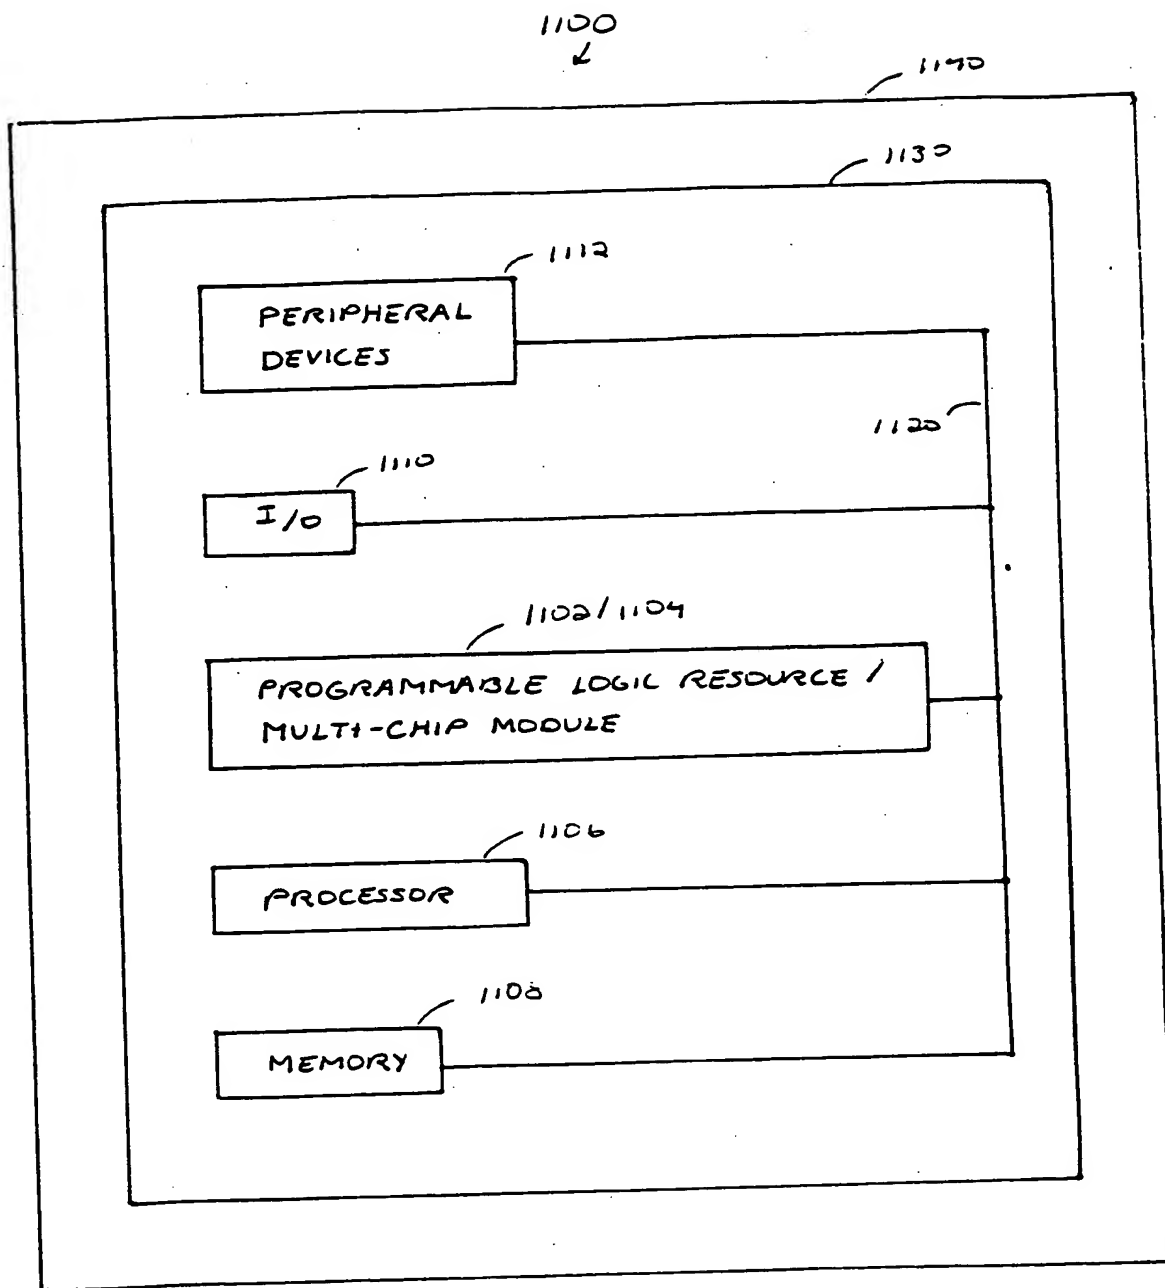 1100
1140
1130
1112
PERIPHERAL
DEVICES
1120
1110
I/O
1102/1104
PROGRAMMABLE LOGIC RESOURCE /
MULTI-CHIP MODULE
1106
PROCESSOR
1108
MEMORY